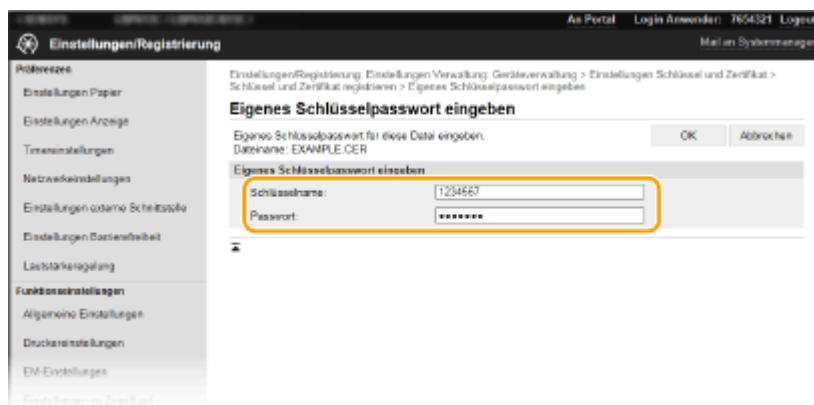 An Portal Login Anwender: 7654321 Logout
Einstellungen/Registrierung
Mail an Systemmanager
Präferenzen
Einstellungen Papier
Einstellungen Anzeige
Timereinstellungen
Netzwerkeinstellungen
Einstellungen externe Schnittstelle
Einstellungen Barrierefreiheit
Lautstärkeregelung
Funktionseinstellungen
Allgemeine Einstellungen
Druckereinstellungen
EM-Einstellungen
Einstellungen/Registrierung: Einstellungen Verwaltung: Geräteverwaltung > Einstellungen Schlüssel und Zertifikat >
Schlüssel und Zertifikat registrieren > Eigenes Schlüsselpasswort eingeben
Eigenes Schlüsselpasswort eingeben
Eigenes Schlüsselpasswort für diese Datei eingeben.
Dateiname: EXAMPLE.CER
OK Abbrechen
Eigenes Schlüsselpasswort eingeben
Schlüsselname: 1234567
Passwort: •••••••